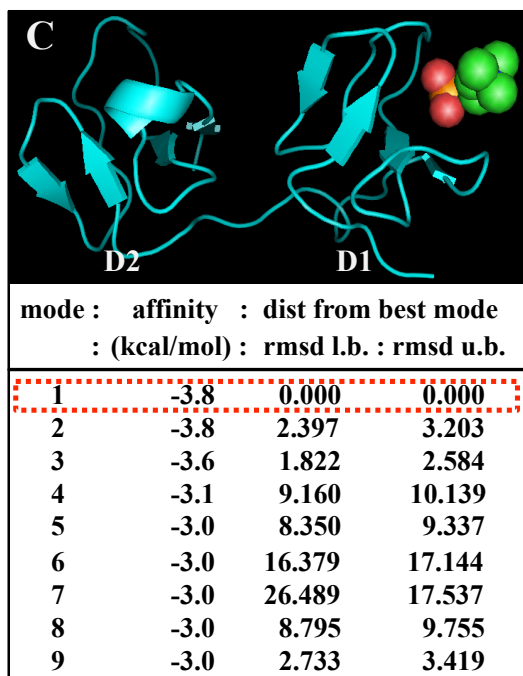 C
D2 D1
mode : affinity : dist from best mode
: (kcal/mol) : rmsd l.b. : rmsd u.b.
1 -3.8 0.000 0.000
2 -3.8 2.397 3.203
3 -3.6 1.822 2.584
4 -3.1 9.160 10.139
5 -3.0 8.350 9.337
6 -3.0 16.379 17.144
7 -3.0 26.489 17.537
8 -3.0 8.795 9.755
9 -3.0 2.733 3.419